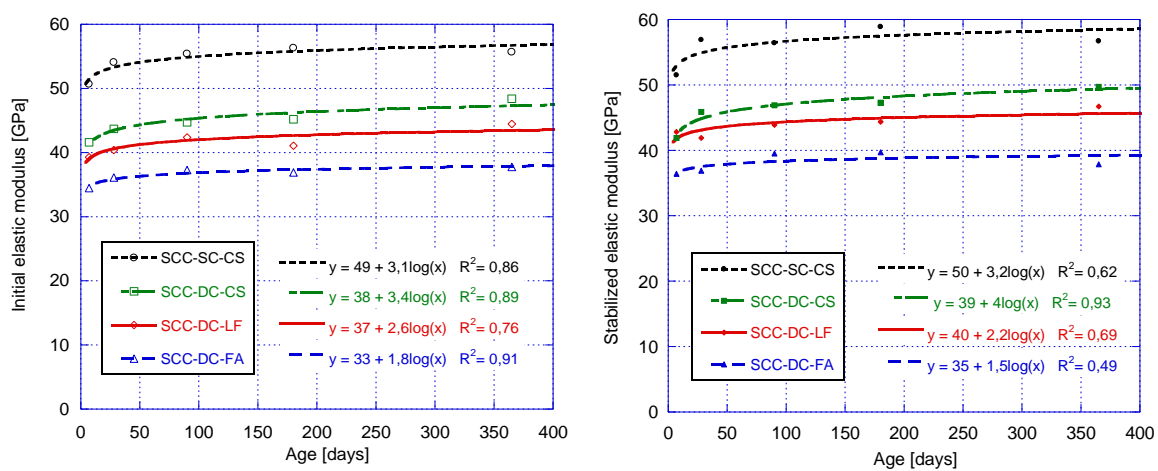 60
50
40
30
20
10
0
Initial elastic modulus [GPa]
SCC-SC-CS
SCC-DC-CS
SCC-DC-LF
SCC-DC-FA
y = 49 + 3,1log(x) R²= 0,86
y = 38 + 3,4log(x) R²= 0,89
y = 37 + 2,6log(x) R²= 0,76
y = 33 + 1,8log(x) R²= 0,91
0 50 100 150 200 250 300 350 400
Age [days]
60
50
40
30
20
10
0
Stabilized elastic modulus [GPa]
SCC-SC-CS
SCC-DC-CS
SCC-DC-LF
SCC-DC-FA
y = 50 + 3,2log(x) R²= 0,62
y = 39 + 4log(x) R²= 0,93
y = 40 + 2,2log(x) R²= 0,69
y = 35 + 1,5log(x) R²= 0,49
0 50 100 150 200 250 300 350 400
Age [days]